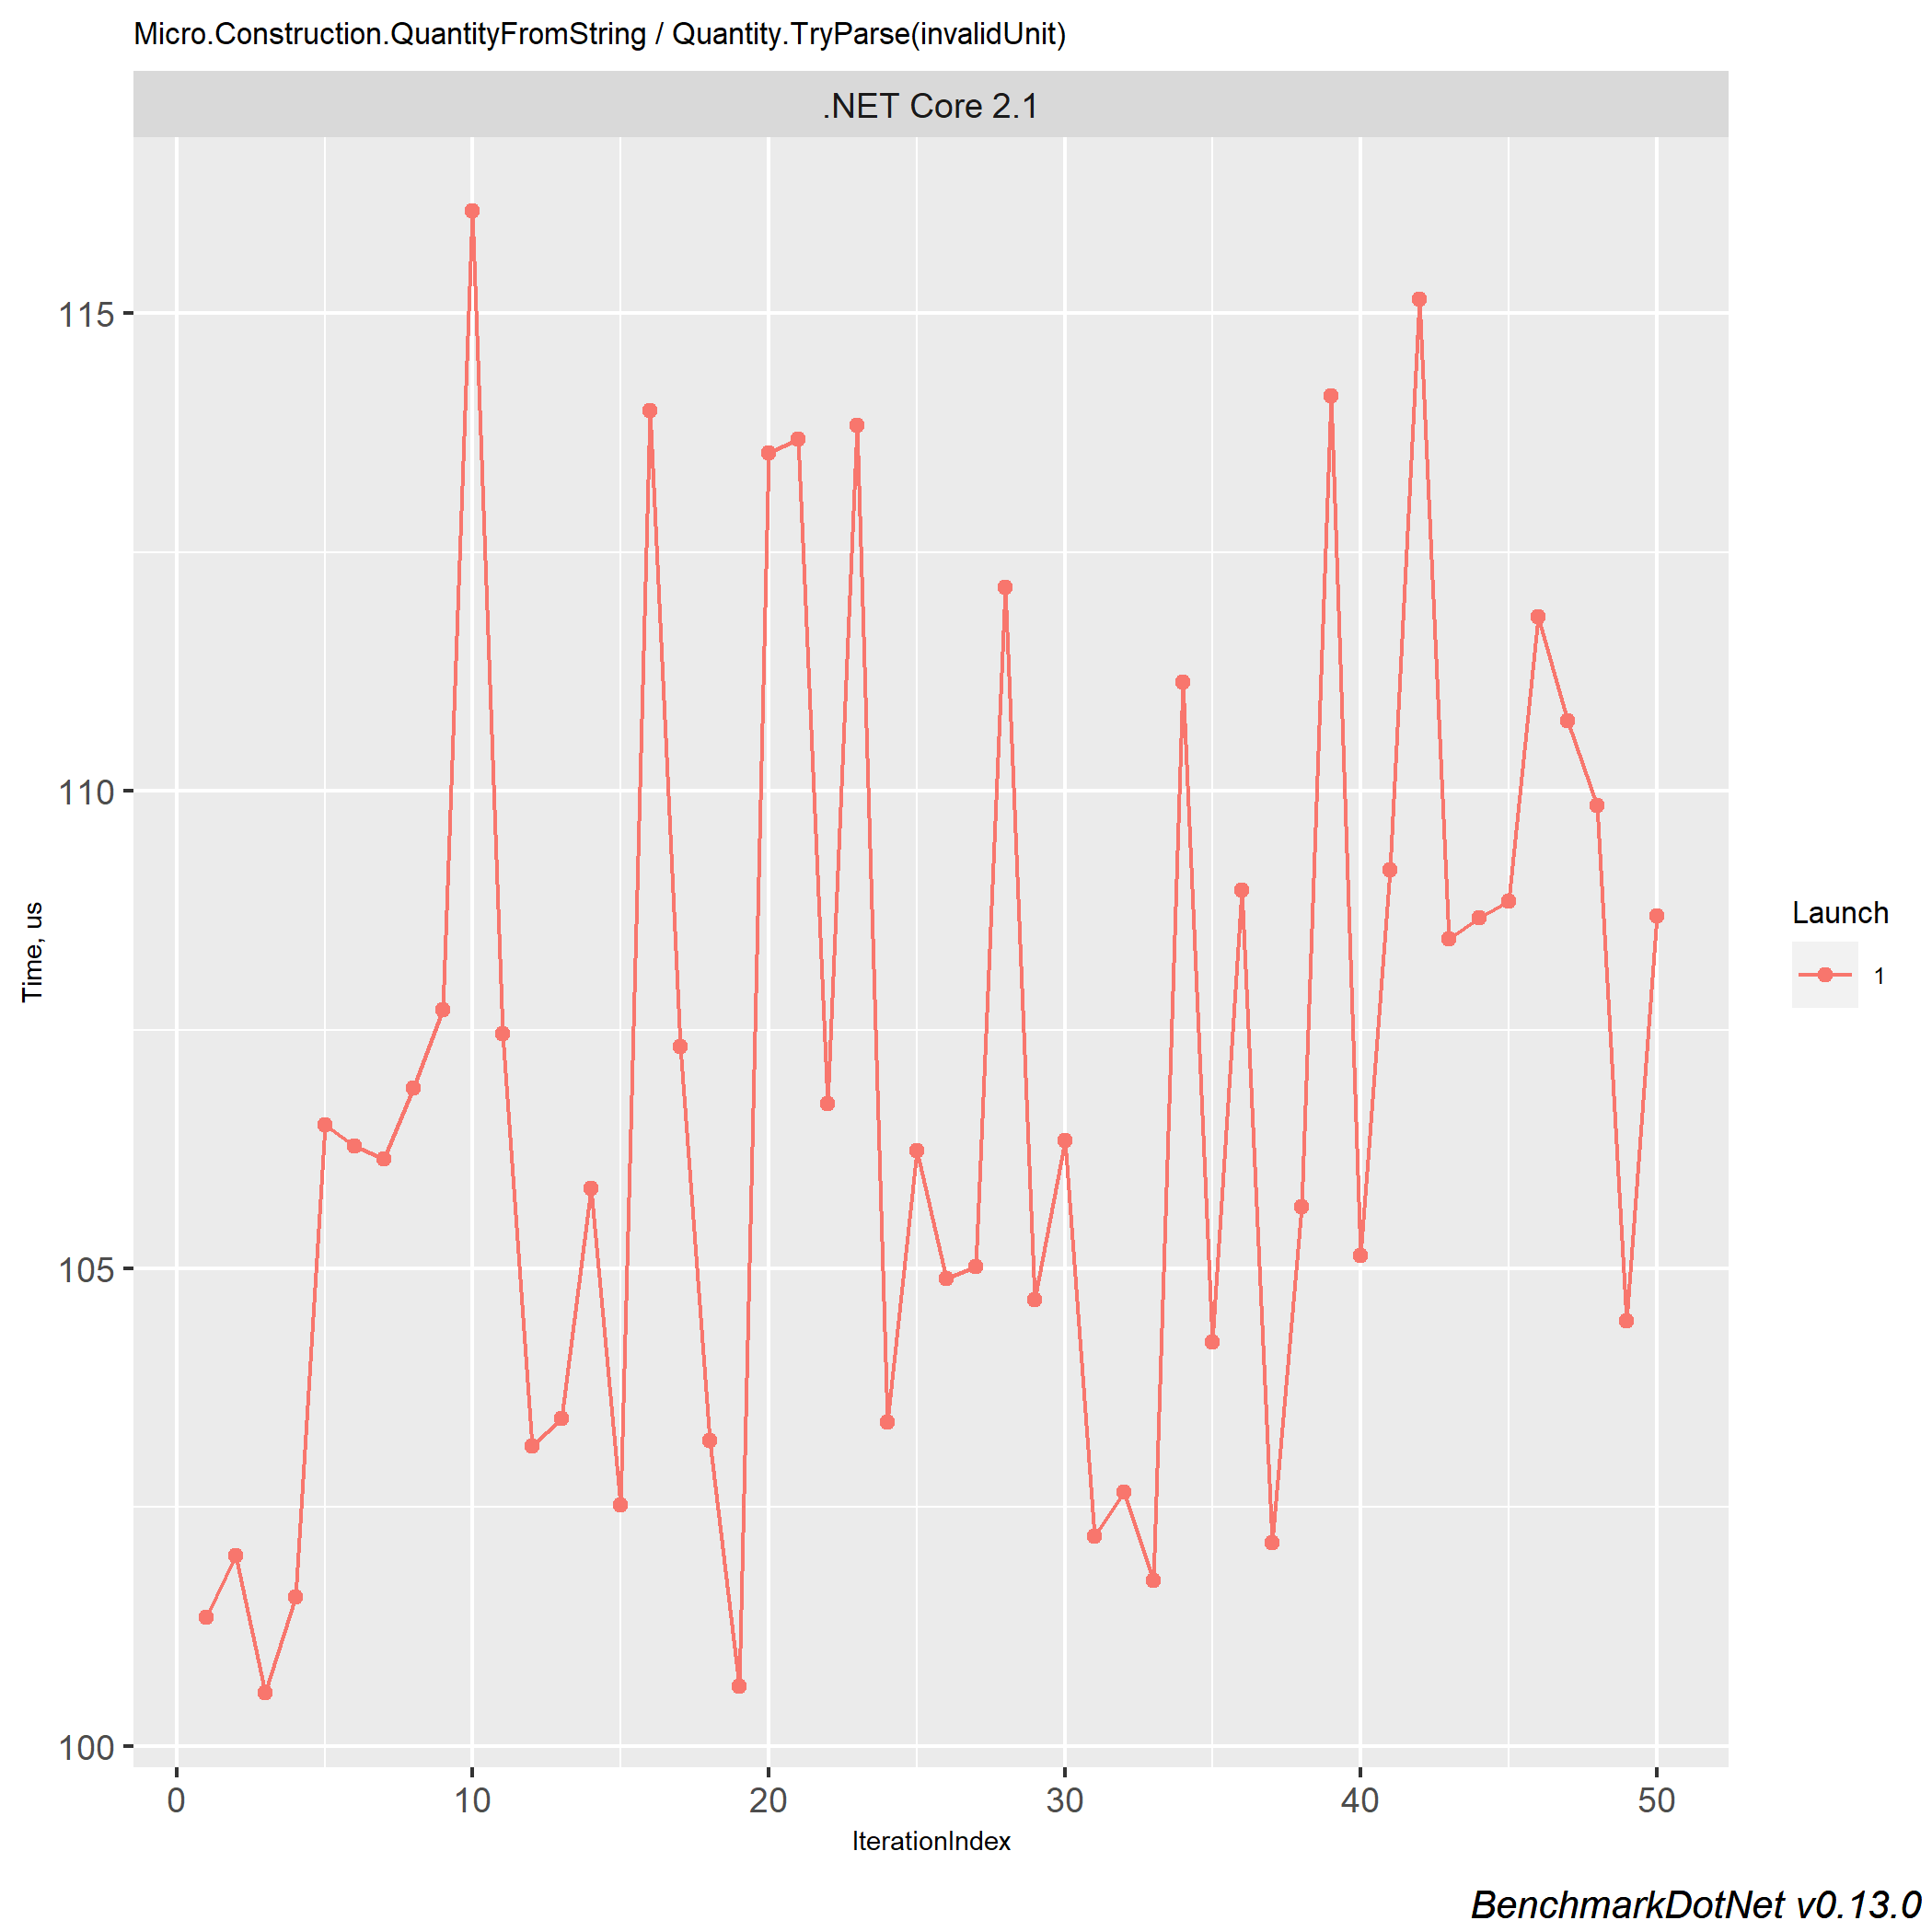 Micro.Construction.QuantityFromString / Quantity.TryParse(invalidUnit)
.NET Core 2.1
115
110
105
100
Time, us
0 10 20 30 40 50
IterationIndex
Launch
1
BenchmarkDotNet v0.13.0